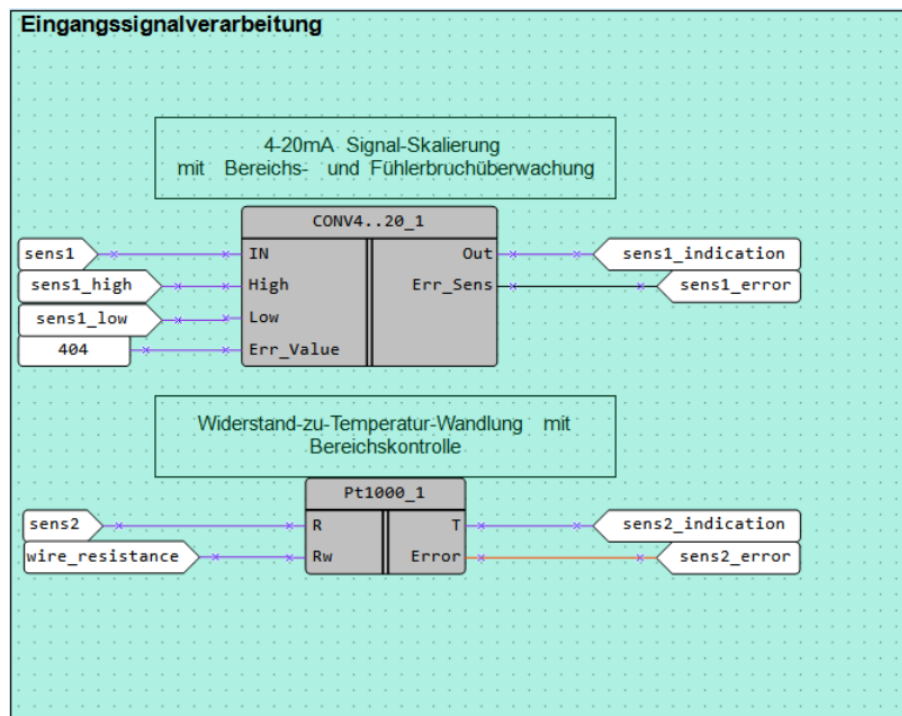 Eingangssignalverarbeitung
4-20mA Signal-Skalierung
mit Bereichs- und Fühlerbruchüberwachung
CONV4..20_1
sens1 IN Out sens1_indication
sens1_high High Err_Sens sens1_error
sens1_low Low
404 Err_Value
Widerstand-zu-Temperatur-Wandlung mit
Bereichskontrolle
Pt1000_1
sens2 R T sens2_indication
wire_resistance Rw Error sens2_error